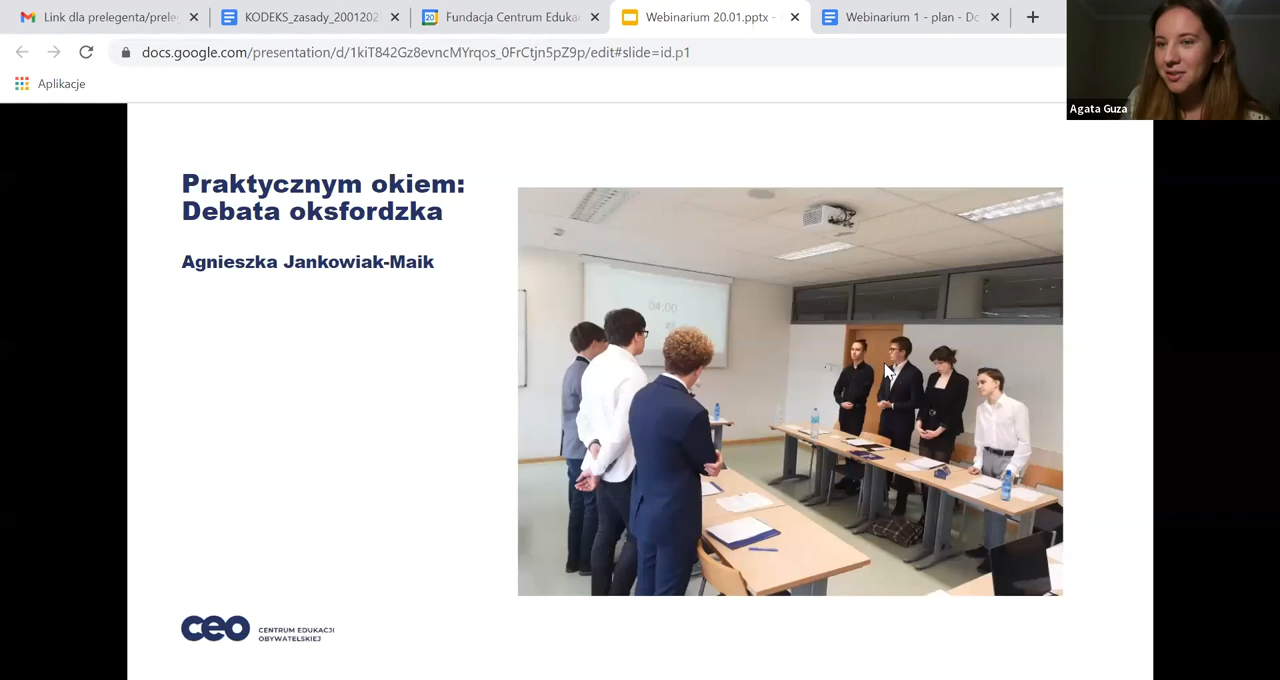 Link dla prelegenta/prele
KODEKS_zasady_2001202
Fundacja Centrum Eduka
Webinarium 20.01.pptx -
Webinarium 1 - plan - Do
docs.google.com/presentation/d/1kiT842Gz8evncMYrqos_0FrCtjn5pZ9p/edit#slide=id.p1
Aplikacje
Agata Guza
Praktycznym okiem:
Debata oksfordzka
Agnieszka Jankowiak-Maik
04:00
ceo
CENTRUM EDUKACJI
OBYWATELSKIEJ